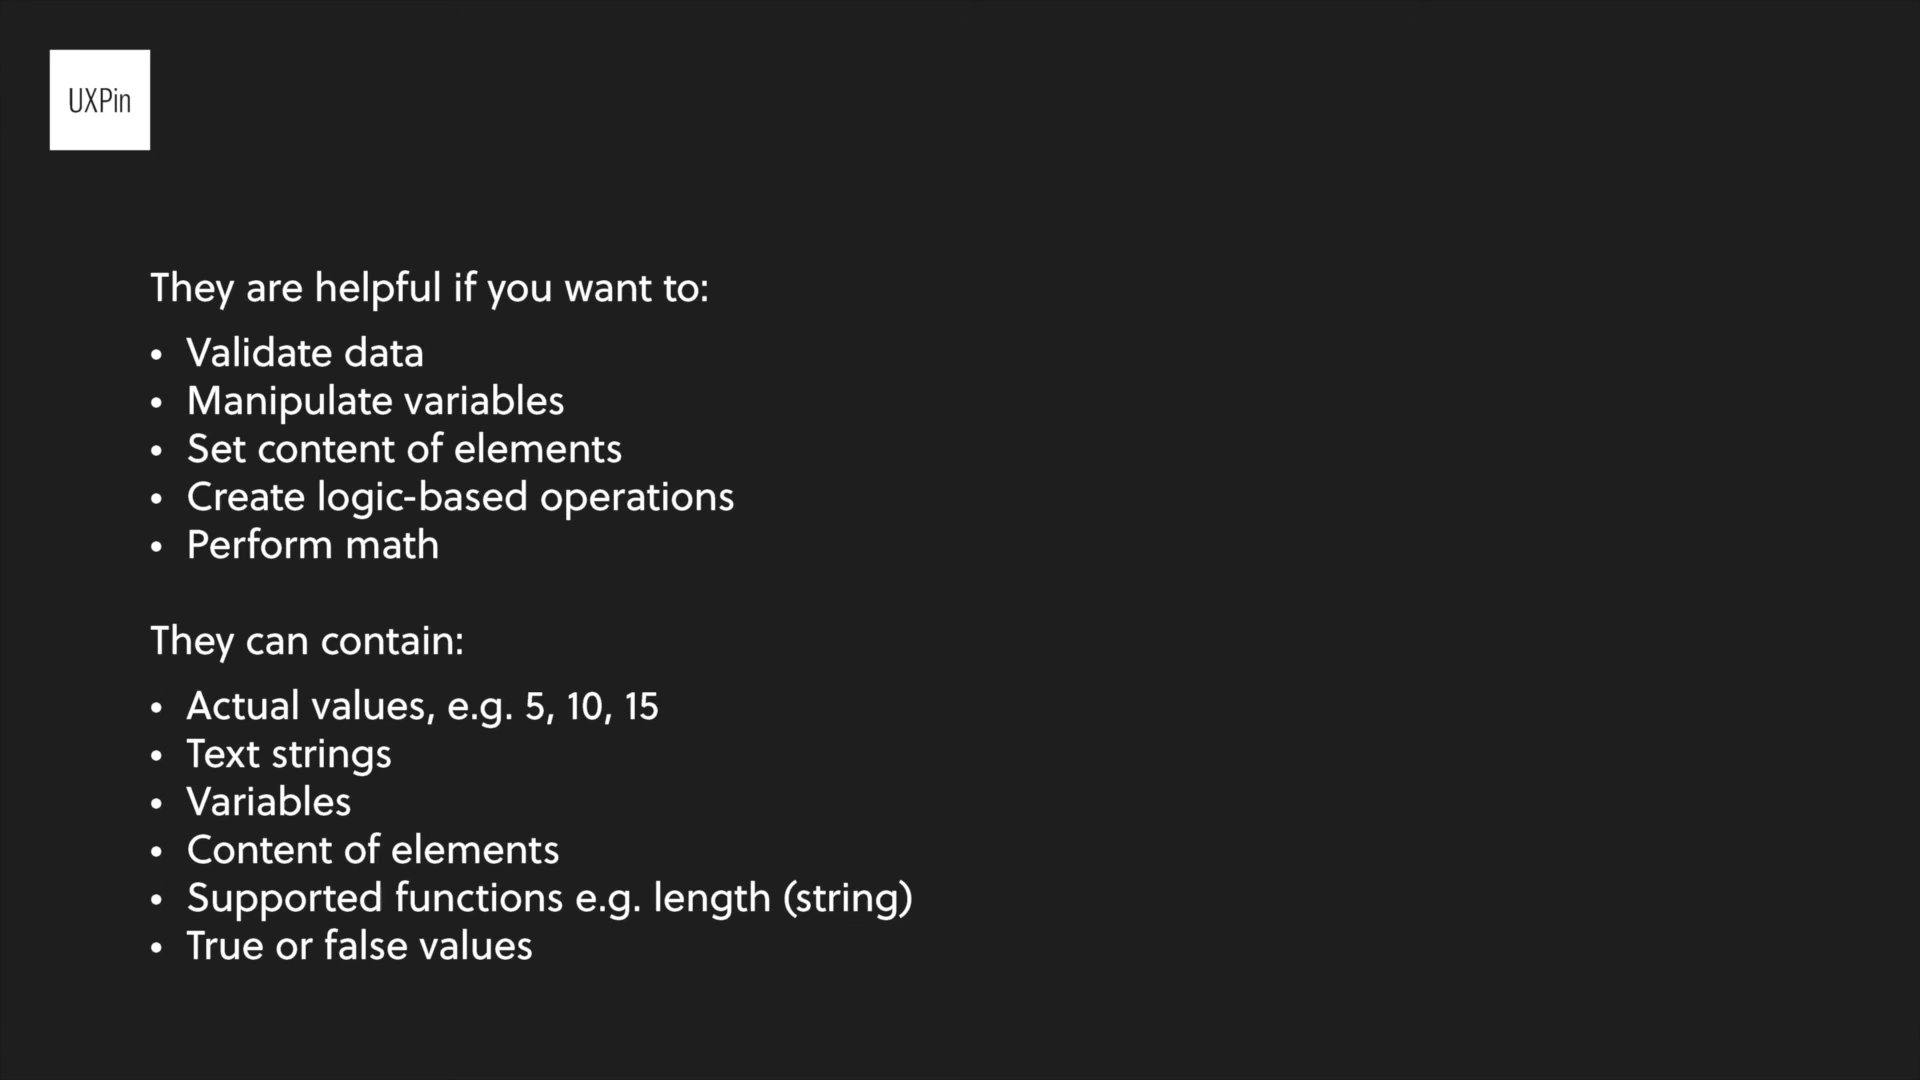 UXPin
They are helpful if you want to:
• Validate data
• Manipulate variables
• Set content of elements
• Create logic-based operations
• Perform math
They can contain:
• Actual values, e.g. 5, 10, 15
• Text strings
• Variables
• Content of elements
• Supported functions e.g. length (string)
• True or false values